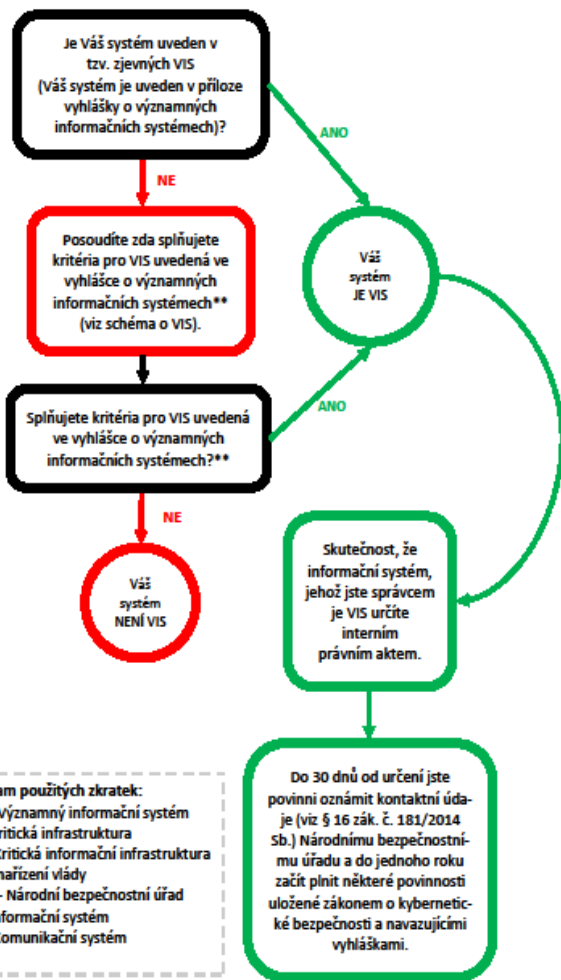 Je Váš systém uveden v
tzv. zjevných VIS
(Váš systém je uveden v příloze
vyhlášky o významných
informačních systémech)?
ANO
NE
Posoudíte zda splňujete
kritéria pro VIS uvedená ve
vyhlášce o významných
informačních systémech**
(viz schéma o VIS).
Váš
systém
JE VIS
Splňujete kritéria pro VIS uvedená
ve vyhlášce o významných
informačních systémech?**
ANO
NE
Váš
systém
NENÍ VIS
Skutečnost, že
informační systém,
jehož jste správcem
je VIS určíte
interním
právním aktem.
Do 30 dnů od určení jste
povinni oznámit kontaktní úda-
je (viz § 16 zák. č. 181/2014
Sb.) Národnímu bezpečnostní-
mu úřadu a do jednoho roku
začít plnit některé povinnosti
uložené zákonem o kybernetic-
ké bezpečnosti a navazujícími
vyhláškami.
použitých zkratek:
Významný informační systém
infrastruktura
informační infrastruktura
nařízení vlády
- Národní bezpečnostní úřad
systém
systém